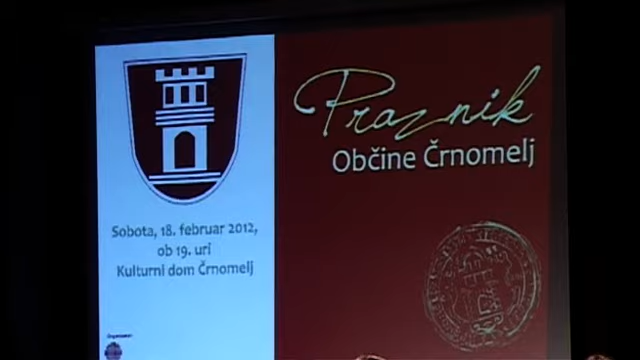 Sobota, 18. februar 2012,
ob 19. uri
Kulturni dom Črnomelj
Praznik
Občine Črnomelj